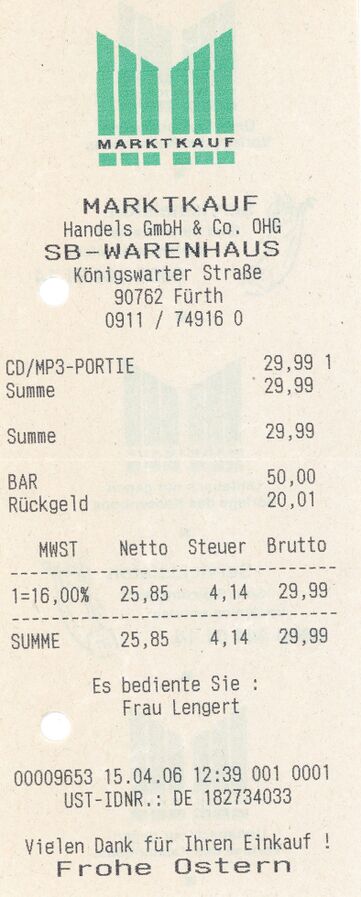 MARKTKAUF
MARKTKAUF
Handels GmbH & Co. OHG
SB-WARENHAUS
Königswarter Straße
90762 Fürth
0911 / 74916 0
CD/MP3-PORTIE 29,99 1
Summe 29,99
Summe 29,99
BAR 50,00
Rückgeld 20,01
MWST Netto Steuer Brutto
1=16,00% 25,85 4,14 29,99
SUMME 25,85 4,14 29,99
Es bediente Sie :
Frau Lengert
00009653 15.04.06 12:39 001 0001
UST-IDNR.: DE 182734033
Vielen Dank für Ihren Einkauf !
Frohe Ostern